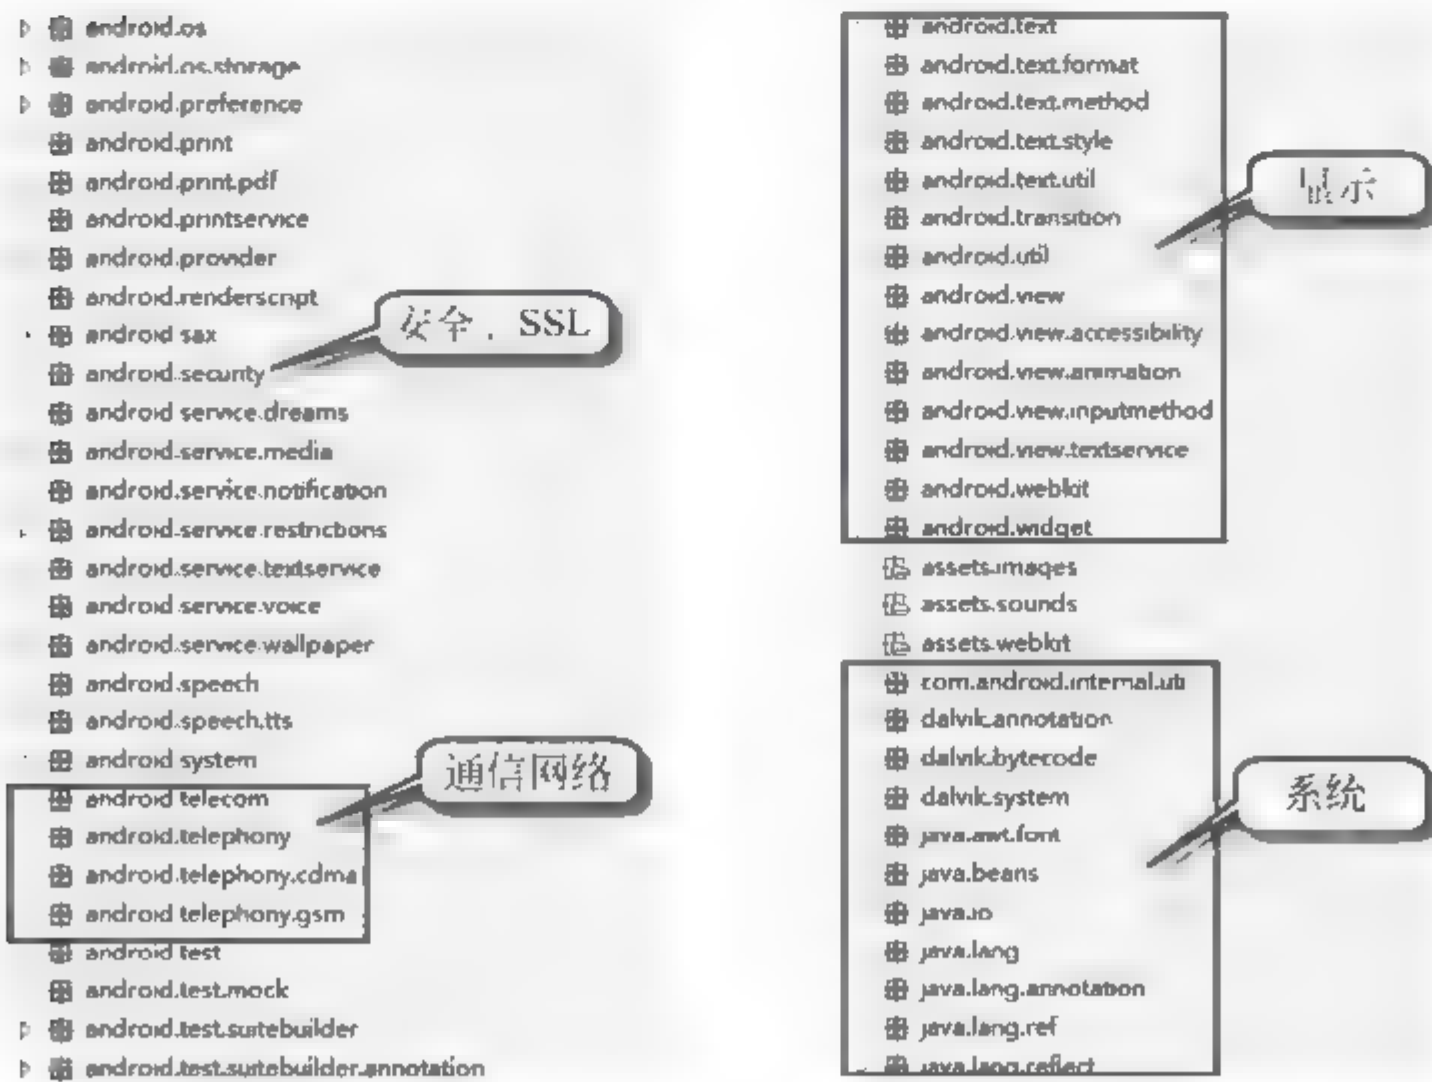 android.os
android.os.storage
android.preference
android.print
android.print.pdf
android.printservice
android.provider
android.renderscript
android.sax
安全，SSL
android.security
android.service.dreams
android.service.media
android.service.notification
android.service.restrictions
android.service.textservice
android.service.voice
android.service.wallpaper
android.speech
android.speech.tts
android.system
通信网络
android.telecom
android.telephony
android.telephony.cdma
android.telephony.gsm
android.test
android.test.mock
android.test.suitebuilder
android.test.suitebuilder.annotation
android.text
android.text.format
android.text.method
android.text.style
android.text.util
展示
android.transition
android.util
android.view
android.view.accessibility
android.view.animation
android.view.inputmethod
android.view.textservice
android.webkit
android.widget
assets.images
assets.sounds
assets.webkit
com.android.internal.uti
dalvik.annotation
dalvik.bytecode
dalvik.system
系统
java.awt.font
java.beans
java.io
java.lang
java.lang.annotation
java.lang.ref
java.lang.reflect